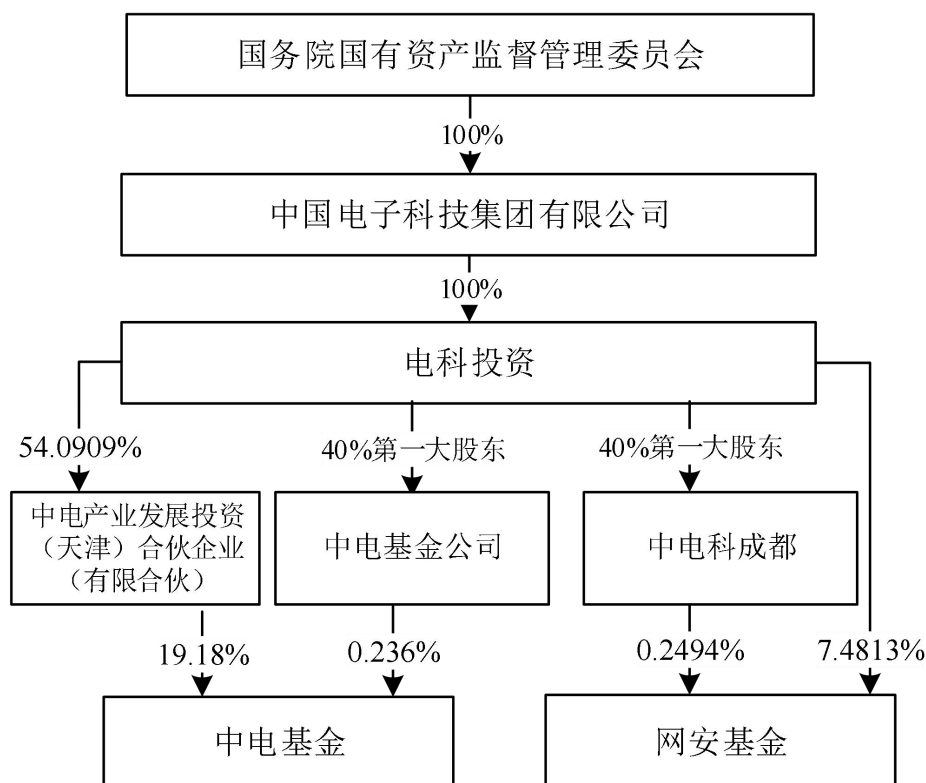 国务院国有资产监督管理委员会
100%
中国电子科技集团有限公司
100%
电科投资
54.0909%
40%第一大股东
40%第一大股东
中电产业发展投资
（天津）合伙企业
（有限合伙）
中电基金公司
中电科成都
19.18%
0.236%
0.2494%
7.4813%
中电基金
网安基金